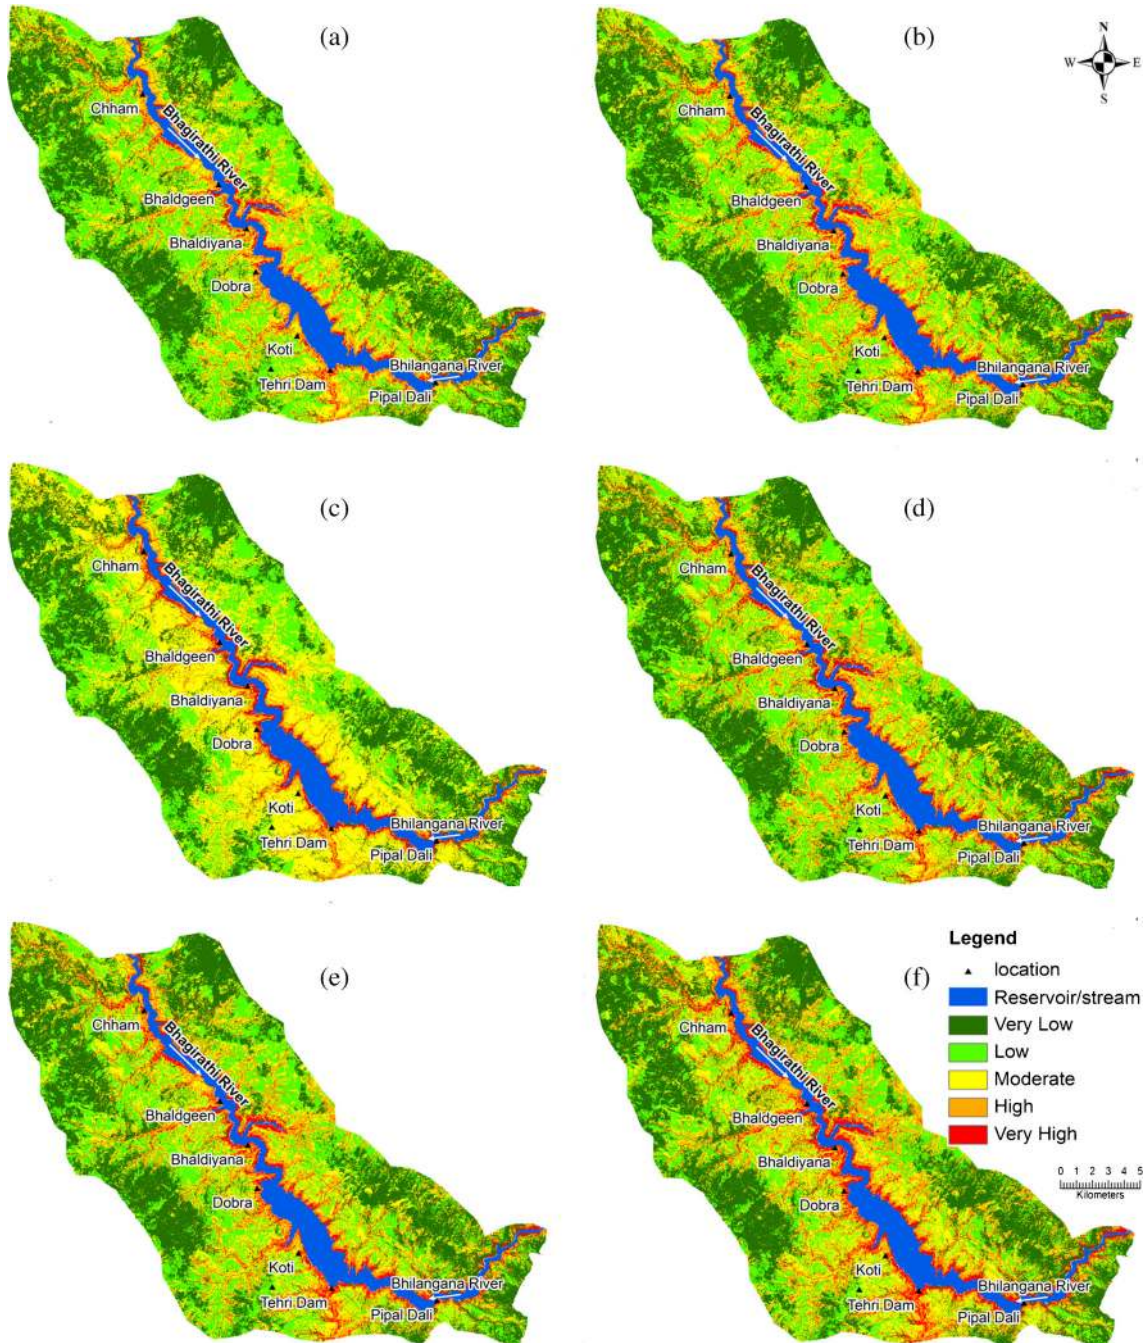 (a)
Chham
Bhagirathi River
Bhaldgeen
Bhaldiyana
Dobra
Koti
Tehri Dam
Bhilangana River
Pipal Dali
(b)
N
W E
S
Chham
Bhagirathi River
Bhaldgeen
Bhaldiyana
Dobra
Koti
Tehri Dam
Bhilangana River
Pipal Dali
(c)
Chham
Bhagirathi River
Bhaldgeen
Bhaldiyana
Dobra
Koti
Tehri Dam
Bhilangana River
Pipal Dali
(d)
Chham
Bhagirathi River
Bhaldgeen
Bhaldiyana
Dobra
Koti
Tehri Dam
Bhilangana River
Pipal Dali
(e)
Chham
Bhagirathi River
Bhaldgeen
Bhaldiyana
Dobra
Koti
Tehri Dam
Bhilangana River
Pipal Dali
(f)
Chham
Bhagirathi River
Bhaldgeen
Bhaldiyana
Dobra
Koti
Tehri Dam
Bhilangana River
Pipal Dali
Legend
location
Reservoir/stream
Very Low
Low
Moderate
High
Very High
0 1 2 3 4 5
Kilometers